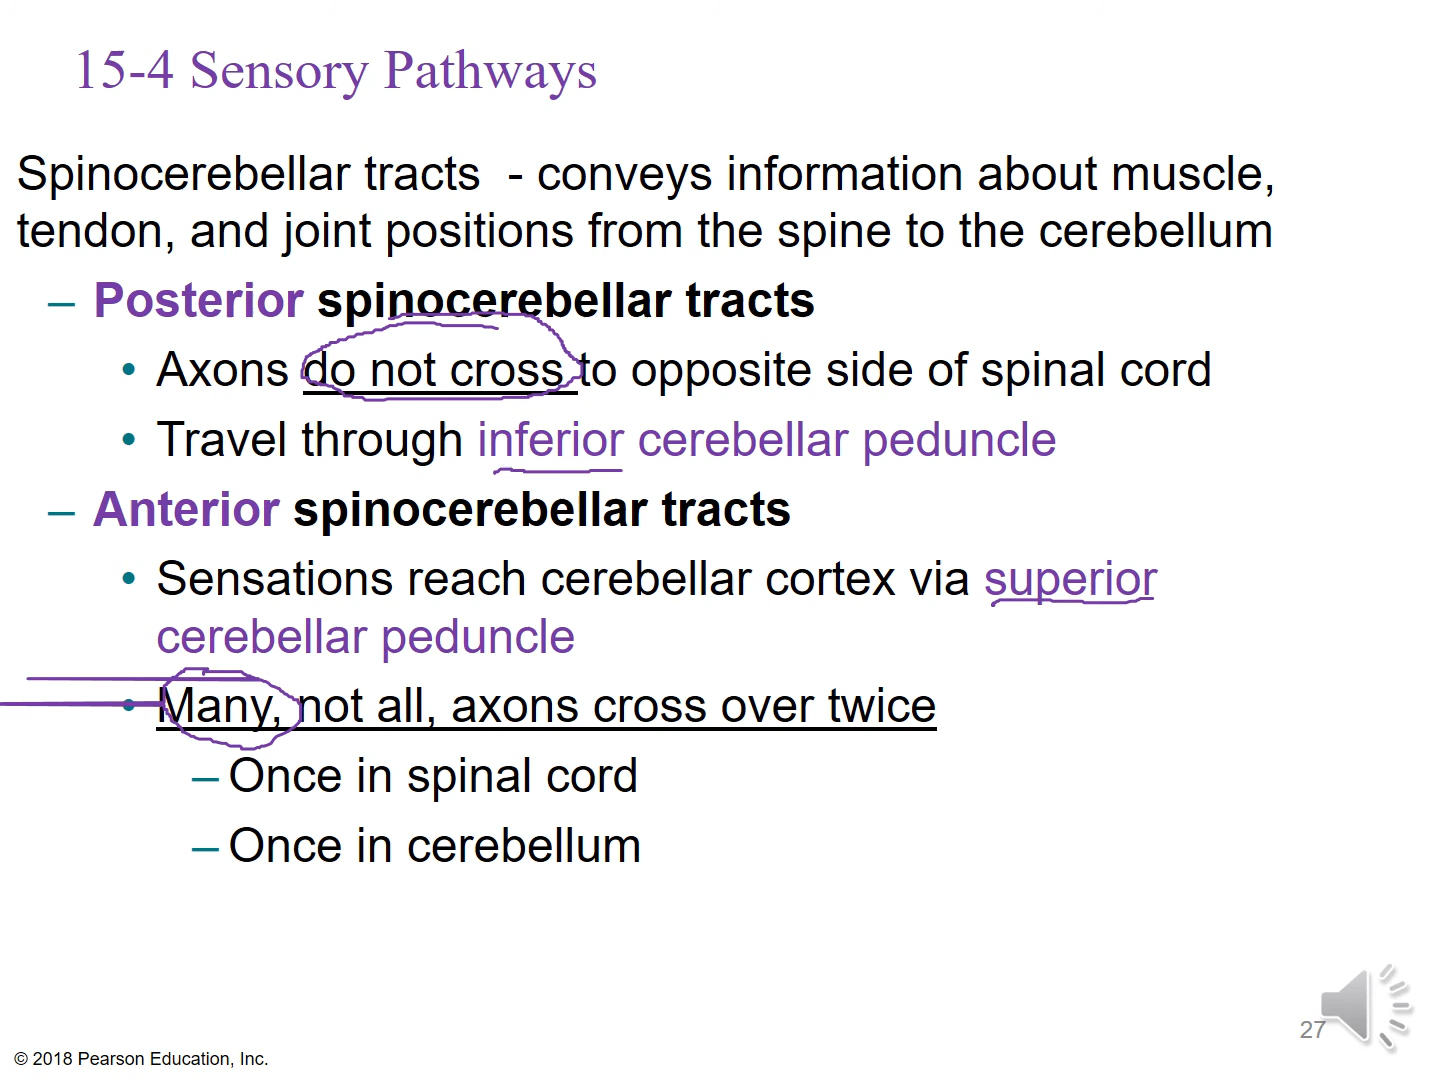 15-4 Sensory Pathways
Spinocerebellar tracts - conveys information about muscle,
tendon, and joint positions from the spine to the cerebellum
– Posterior spinocerebellar tracts
• Axons do not cross to opposite side of spinal cord
• Travel through inferior cerebellar peduncle
– Anterior spinocerebellar tracts
• Sensations reach cerebellar cortex via superior
cerebellar peduncle
• Many, not all, axons cross over twice
– Once in spinal cord
– Once in cerebellum
27
© 2018 Pearson Education, Inc.